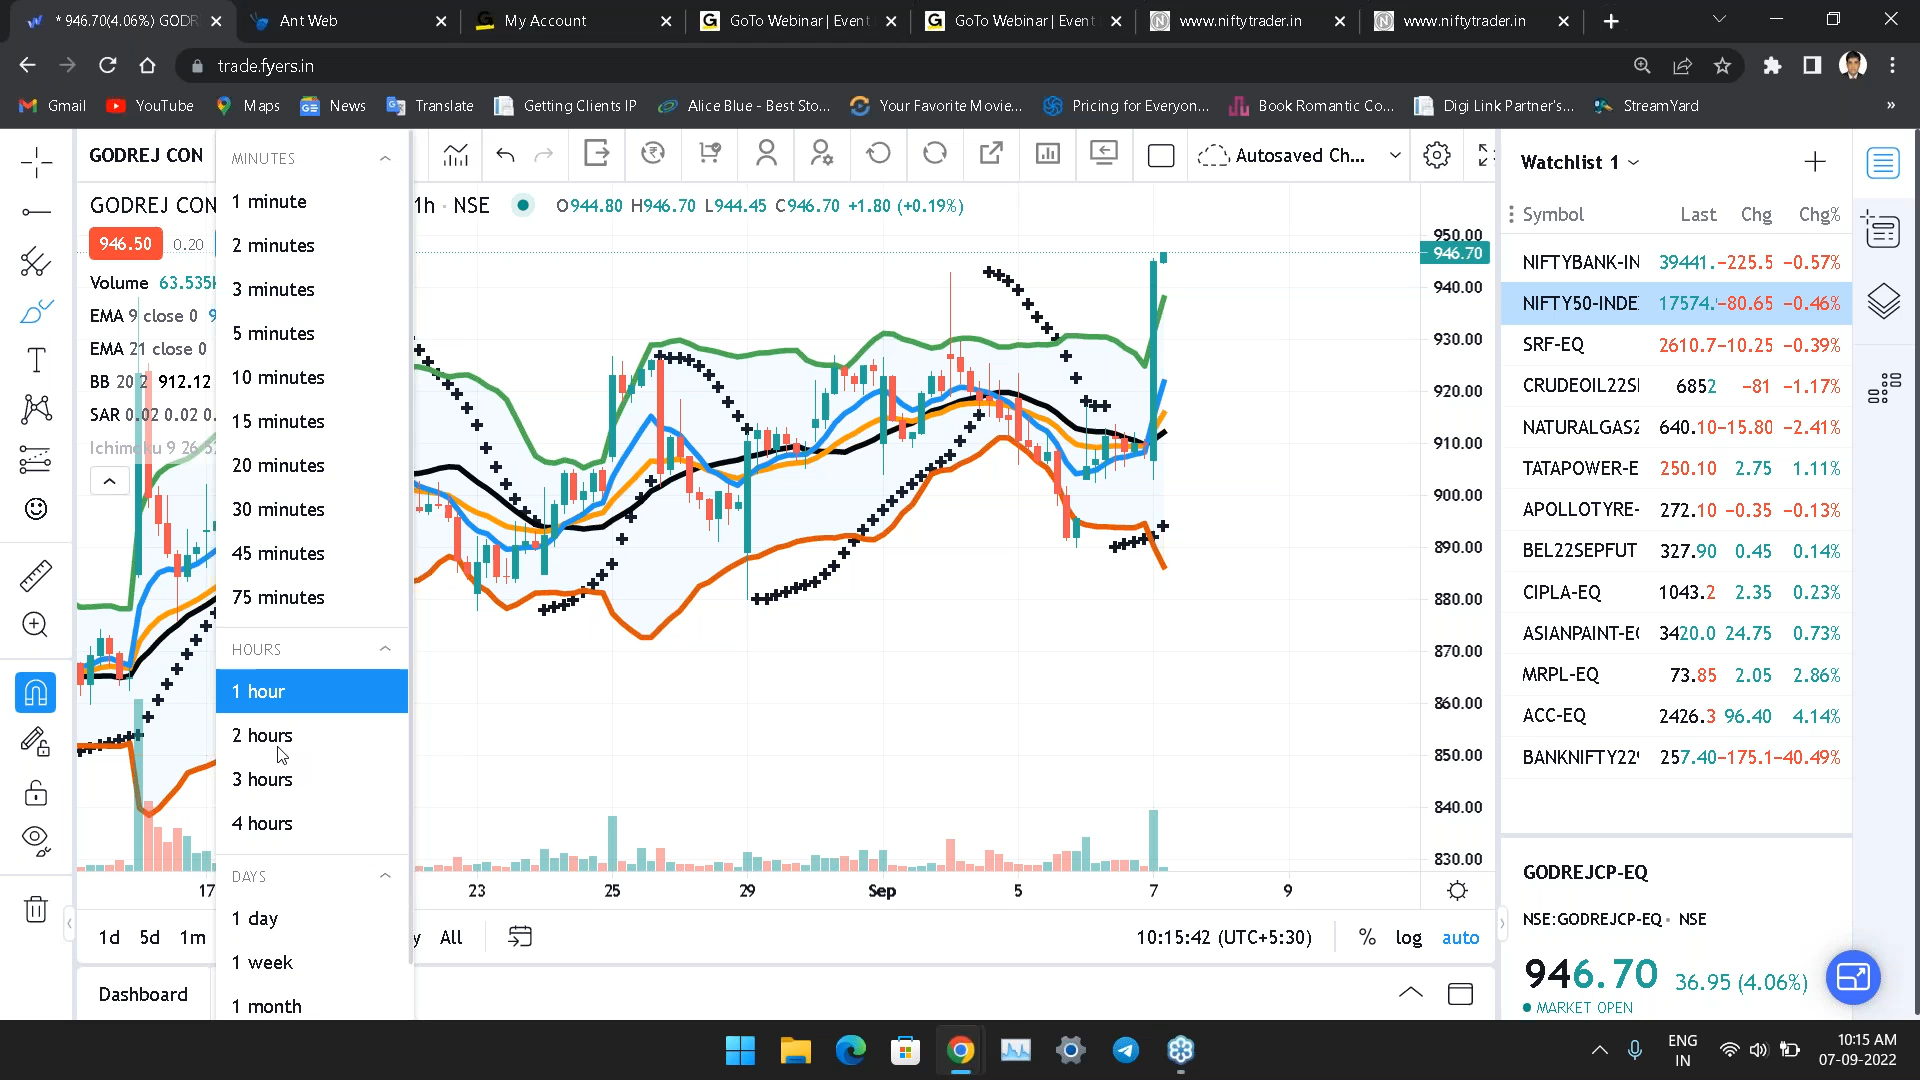 * 946.70(4.06%) GODR
Ant Web
My Account
GoTo Webinar | Event
GoTo Webinar | Event
www.niftytrader.in
www.niftytrader.in
trade.fyers.in
Gmail
YouTube
Maps
News
Translate
Getting Clients IP
Alice Blue - Best Sto...
Your Favorite Movie...
Pricing for Everyon...
Book Romantic Co...
Digi Link Partner's...
StreamYard
»
GODREJ CON
Autosaved Ch...
GODREJ CON
1h · NSE
O944.80 H946.70 L944.45 C946.70 +1.80 (+0.19%)
946.50
0.20
Volume 63.535K
EMA 9 close 0 9
EMA 21 close 0
BB 20 2 912.12
SAR 0.02 0.02 0.
Ichimoku 9 26 52
MINUTES
1 minute
2 minutes
3 minutes
5 minutes
10 minutes
15 minutes
20 minutes
30 minutes
45 minutes
75 minutes
HOURS
1 hour
2 hours
3 hours
4 hours
DAYS
1 day
1 week
1 month
950.00
946.70
940.00
930.00
920.00
910.00
900.00
890.00
880.00
870.00
860.00
850.00
840.00
830.00
17
23
25
29
Sep
5
7
9
1d 5d 1m
y All
10:15:42 (UTC+5:30)
% log auto
Dashboard
Watchlist 1
Symbol Last Chg Chg%
NIFTYBANK-IN 39441. -225.5 -0.57%
NIFTY50-INDE 17574. -80.65 -0.46%
SRF-EQ 2610.7 -10.25 -0.39%
CRUDEOIL22S 6852 -81 -1.17%
NATURALGAS2 640.10 -15.80 -2.41%
TATAPOWER-E 250.10 2.75 1.11%
APOLLOTYRE- 272.10 -0.35 -0.13%
BEL22SEPFUT 327.90 0.45 0.14%
CIPLA-EQ 1043.2 2.35 0.23%
ASIANPAINT-E 3420.0 24.75 0.73%
MRPL-EQ 73.85 2.05 2.86%
ACC-EQ 2426.3 96.40 4.14%
BANKNIFTY22 257.40 -175.1 -40.49%
GODREJCP-EQ
NSE:GODREJCP-EQ · NSE
946.70 36.95 (4.06%)
MARKET OPEN
ENG
IN
10:15 AM
07-09-2022